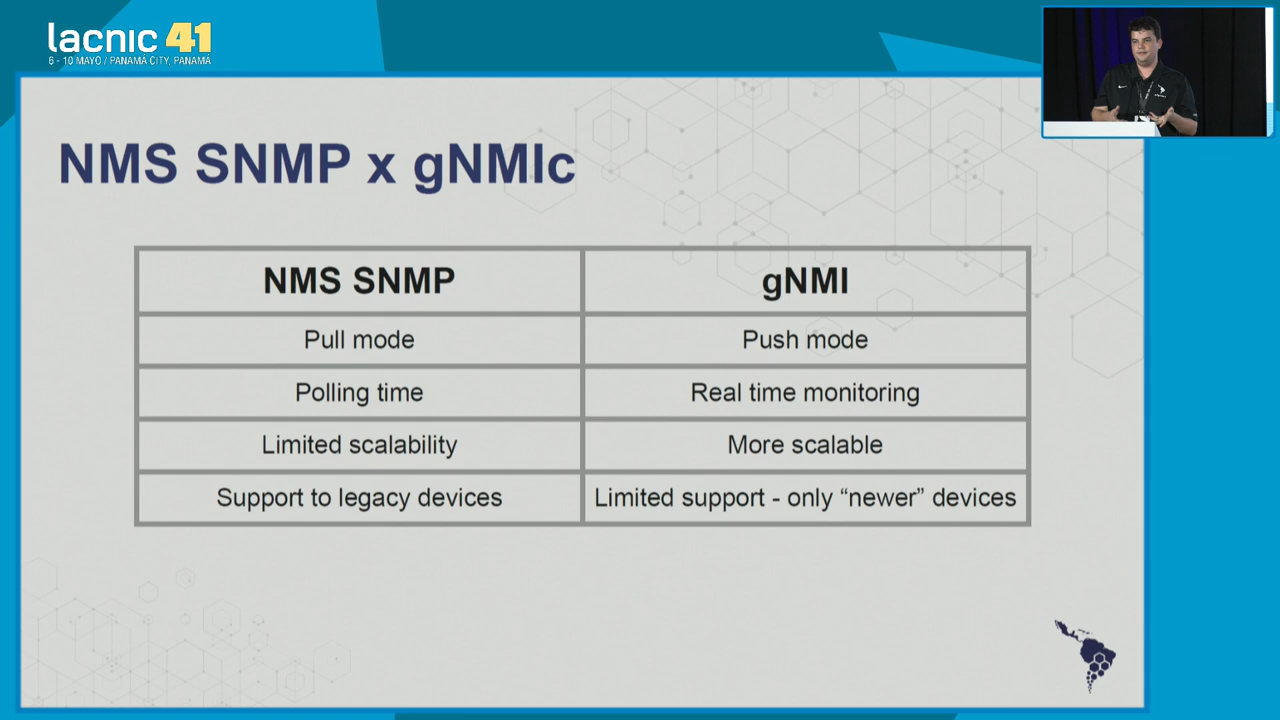 lacnic 41
6 - 10 MAYO / PANAMÁ CITY, PANAMÁ
NMS SNMP x gNMIc
NMS SNMP
gNMI
Pull mode
Push mode
Polling time
Real time monitoring
Limited scalability
More scalable
Support to legacy devices
Limited support - only “newer” devices